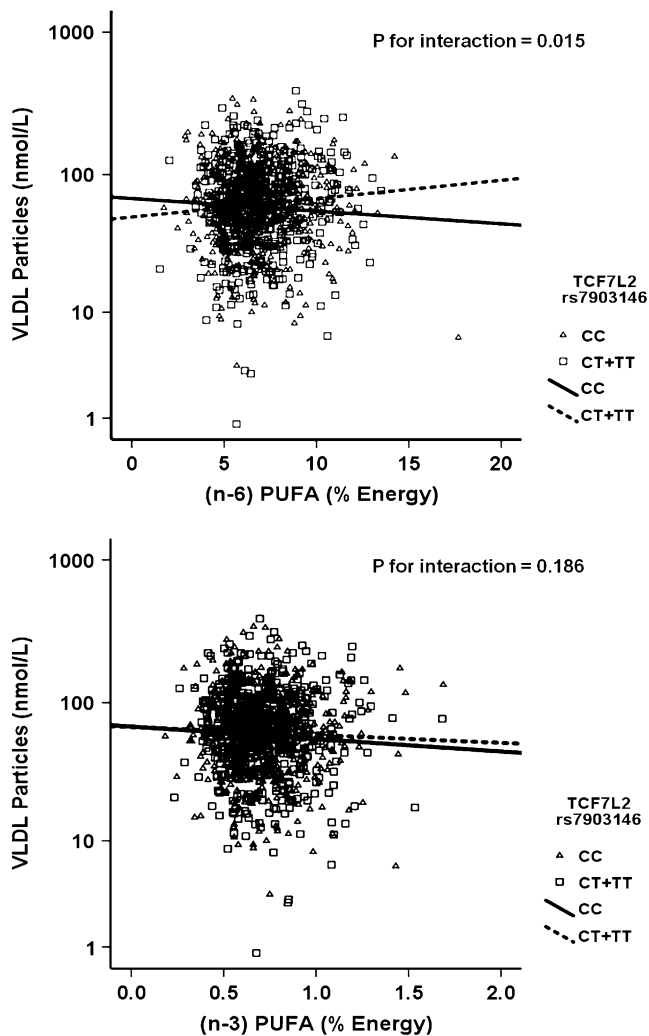 1000
P for interaction = 0.015
VLDL Particles (nmol/L)
100
10
1
TCF7L2
rs7903146
CC
CT+TT
CC
CT+TT
0 5 10 15 20
(n-6) PUFA (% Energy)
1000
P for interaction = 0.186
VLDL Particles (nmol/L)
100
10
1
TCF7L2
rs7903146
CC
CT+TT
CC
CT+TT
0.0 0.5 1.0 1.5 2.0
(n-3) PUFA (% Energy)